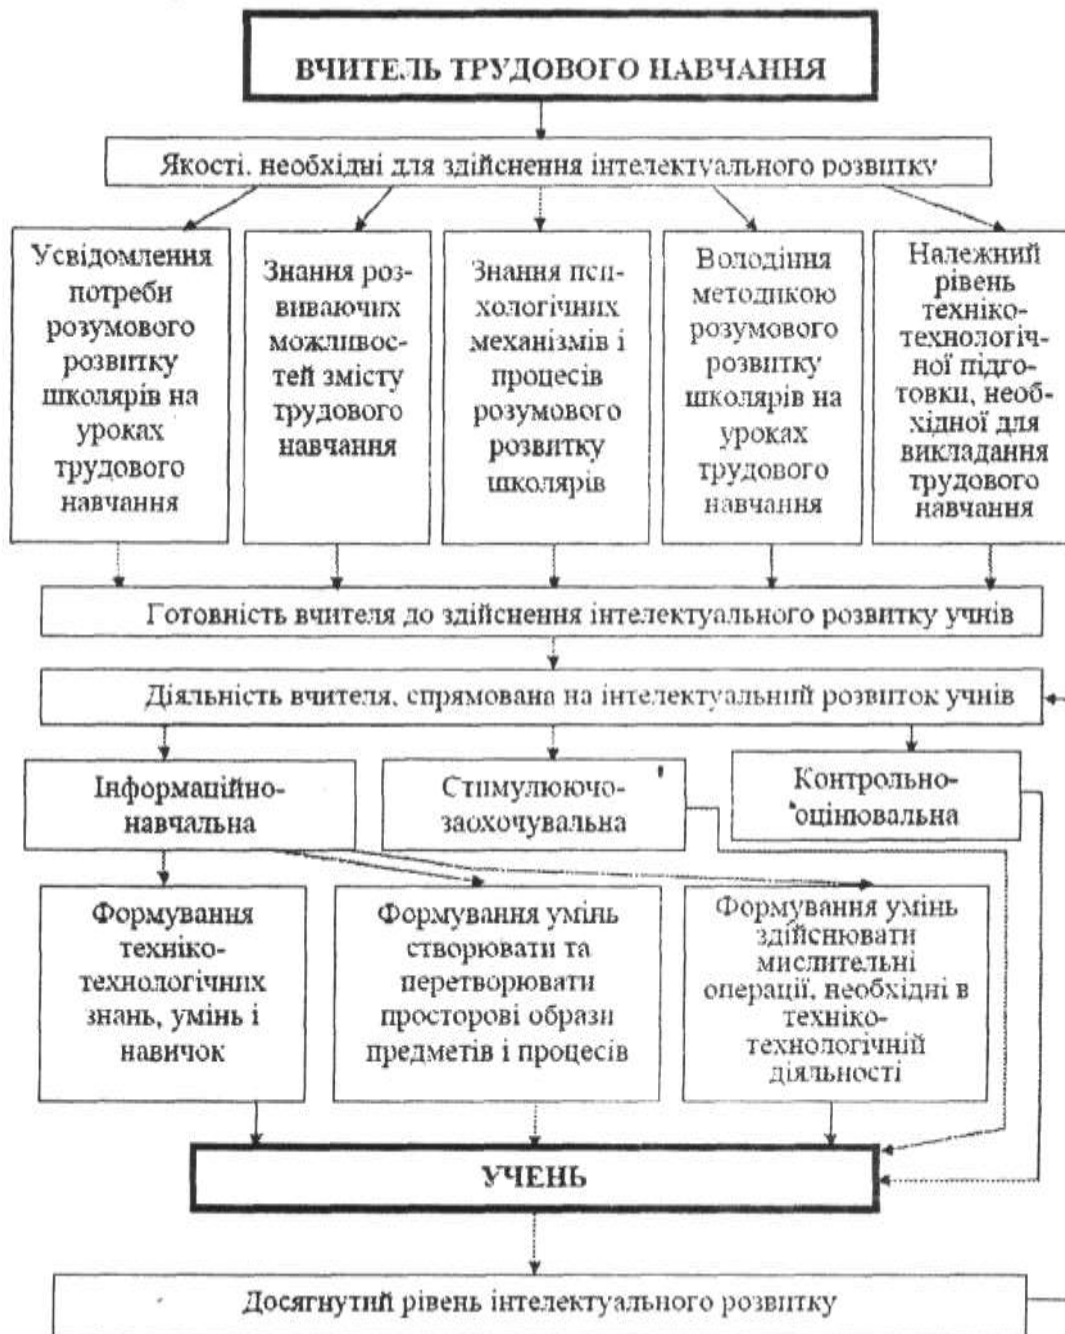 ВЧИТЕЛЬ ТРУДОВОГО НАВЧАННЯ
Якості, необхідні для здійснення інтелектуального розвитку
Усвідомлення
потреби
розумового
розвитку
школярів на
уроках
трудового
навчання
Знання роз-
виваючих
можливос-
тей змісту
трудового
навчання
Знання пси-
хологічних
механізмів і
процесів
розумового
розвитку
школярів
Володіння
методикою
розумового
розвитку
школярів на
уроках
трудового
навчання
Належний
рівень
техніко-
технологіч-
ної підго-
товки, необ-
хідної для
викладання
трудового
навчання
Готовність вчителя до здійснення інтелектуального розвитку учнів
Діяльність вчителя, спрямована на інтелектуальний розвиток учнів
Інформаційно-
навчальна
Стимулюючо-
заохочувальна
Контрольно-
оцінювальна
Формування
техніко-
технологічних
знань, умінь і
навичок
Формування умінь
створювати та
перетворювати
просторові образи
предметів і процесів
Формування умінь
здійснювати
мислительні
операції, необхідні в
техніко-
технологічній
діяльності
УЧЕНЬ
Досягнутий рівень інтелектуального розвитку